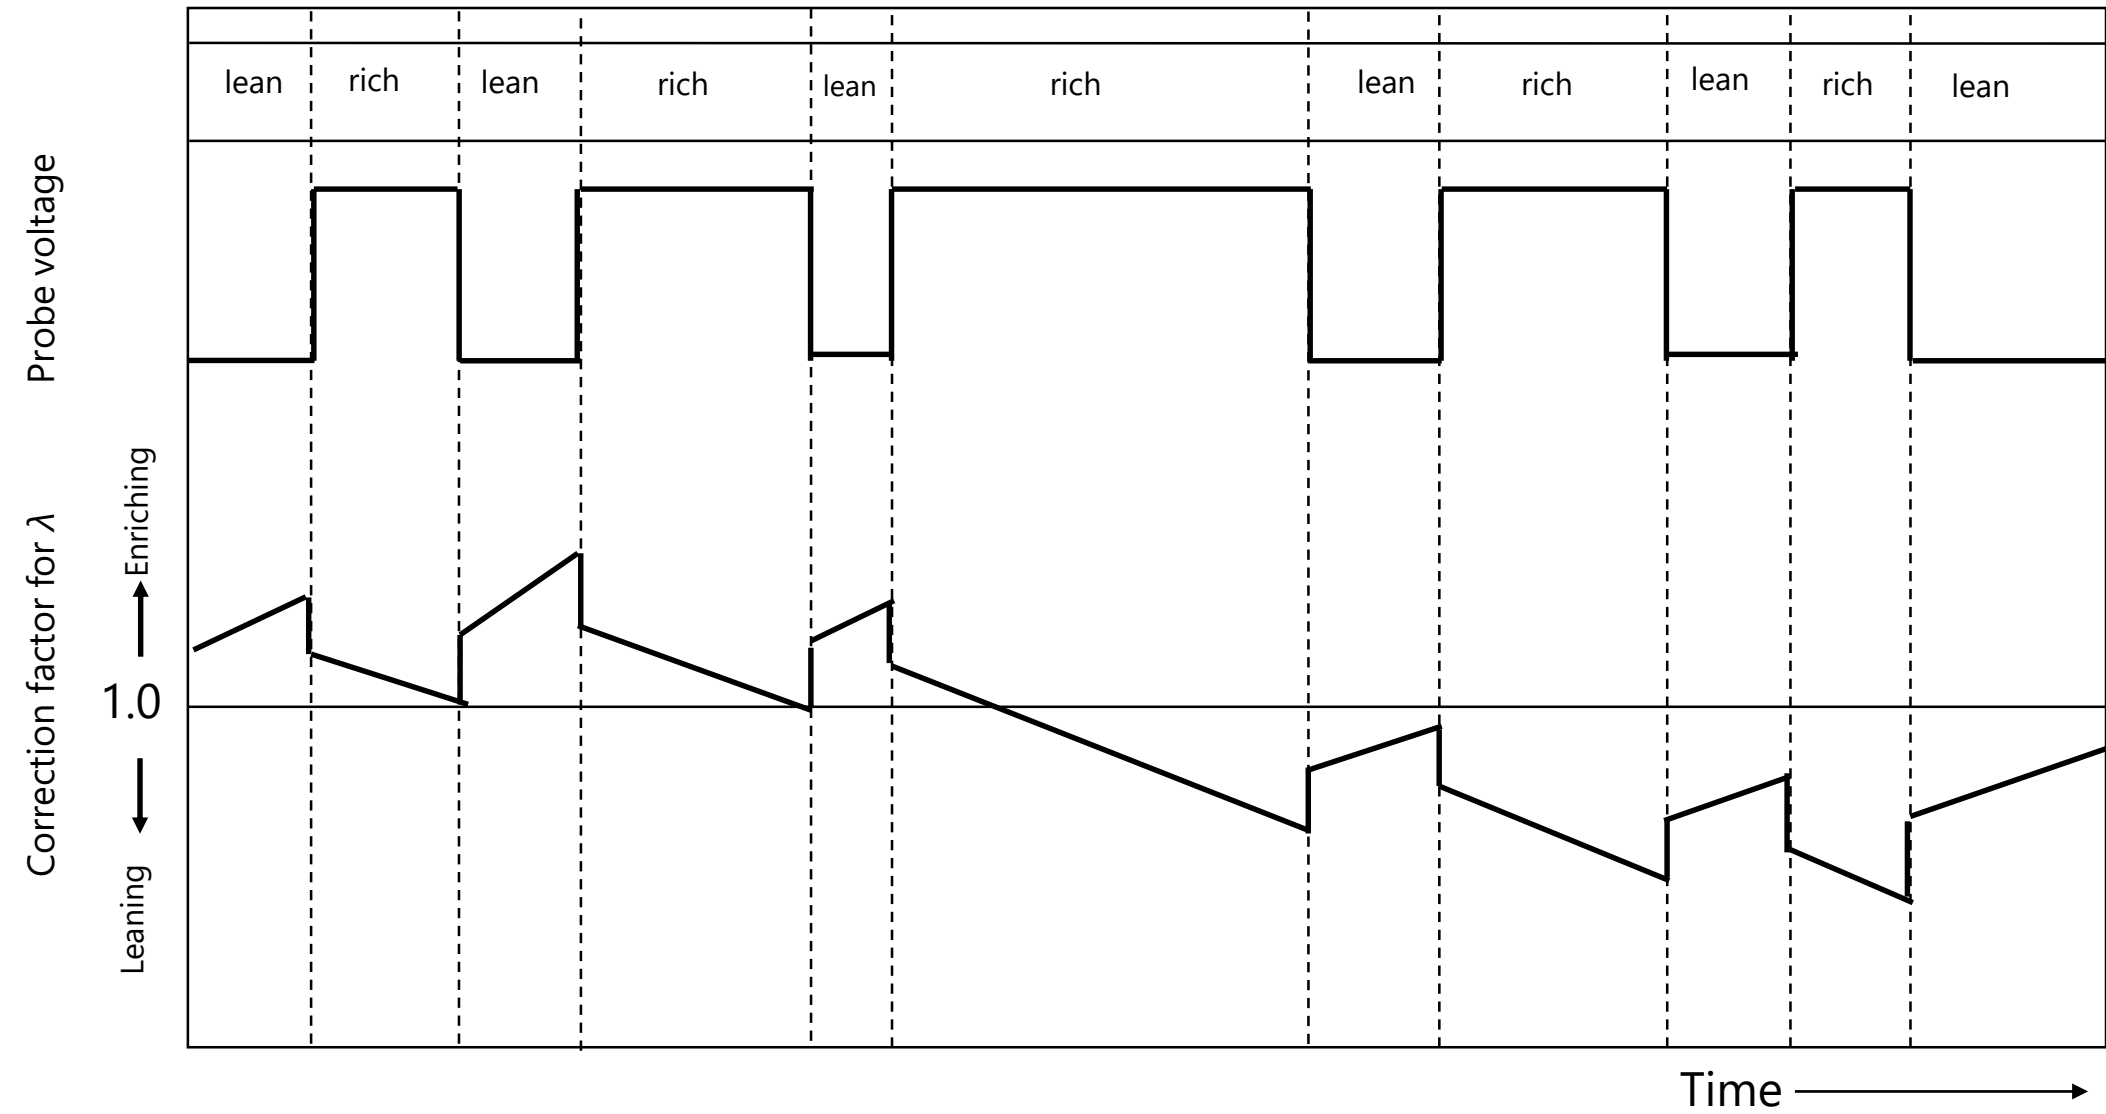 lean
rich
lean
rich
lean
rich
lean
rich
lean
rich
lean
Probe voltage
Correction factor for λ
Enriching
1.0
Leaning
Time